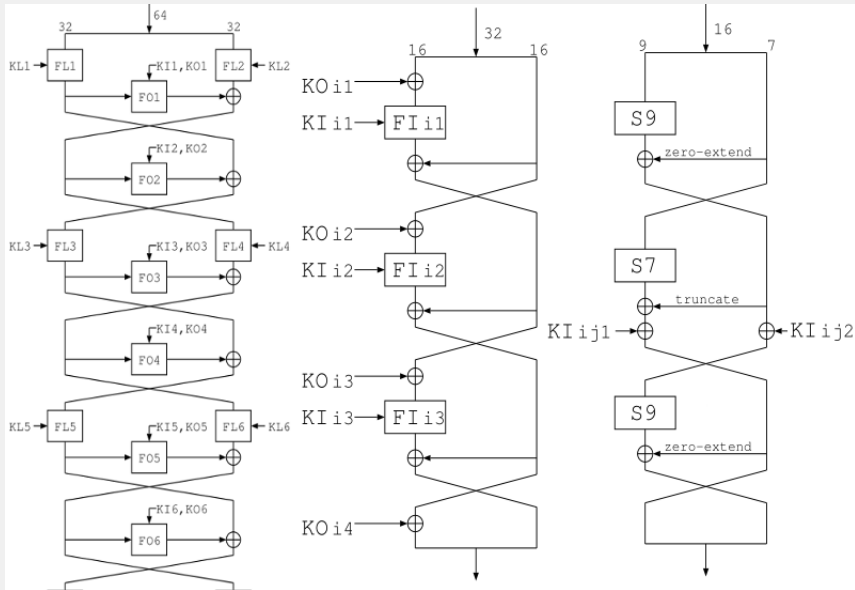 64
32 32
KL1 FL1 KI1,KO1 FL2 KL2
FO1
KI2,KO2
FO2
KL3 FL3 KI3,KO3 FL4 KL4
FO3
KI4,KO4
FO4
KL5 FL5 KI5,KO5 FL6 KL6
FO5
KI6,KO6
FO6
32
16 16
KOi1
KIi1 FIi1
KOi2
KIi2 FIi2
KOi3
KIi3 FIi3
KOi4
16
9 7
S9
zero-extend
S7
truncate
KIij1 KIij2
S9
zero-extend